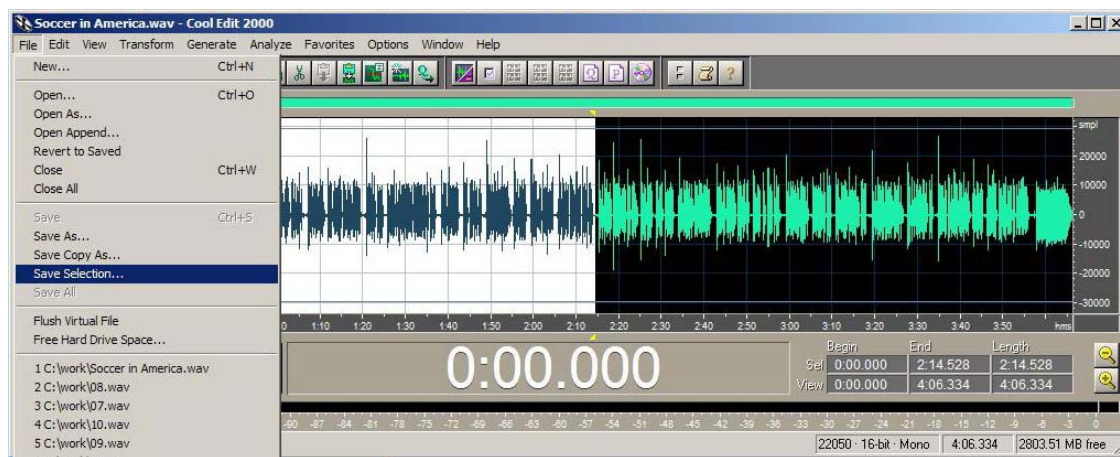 Soccer in America.wav - Cool Edit 2000
File Edit View Transform Generate Analyze Favorites Options Window Help
New... Ctrl+N
Open... Ctrl+O
Open As...
Open Append...
Revert to Saved
Close Ctrl+W
Close All
Save Ctrl+S
Save As...
Save Copy As...
Save Selection...
Save All
Flush Virtual File
Free Hard Drive Space...
1 C:\work\Soccer in America.wav
2 C:\work\08.wav
3 C:\work\07.wav
4 C:\work\10.wav
5 C:\work\09.wav
Q P F ?
smpl
20000
10000
0
-10000
-20000
-30000
0 1:10 1:20 1:30 1:40 1:50 2:00 2:10 2:20 2:30 2:40 2:50 3:00 3:10 3:20 3:30 3:40 3:50 hms
0:00.000
Begin End Length
Sel 0:00.000 2:14.528 2:14.528
View 0:00.000 4:06.334 4:06.334
-90 -87 -84 -81 -78 -75 -72 -69 -66 -63 -60 -57 -54 -51 -48 -45 -42 -39 -36 -33 -30 -27 -24 -21 -18 -15 -12 -9 -6 -3 0
22050 · 16-bit · Mono 4:06.334 2803.51 MB free